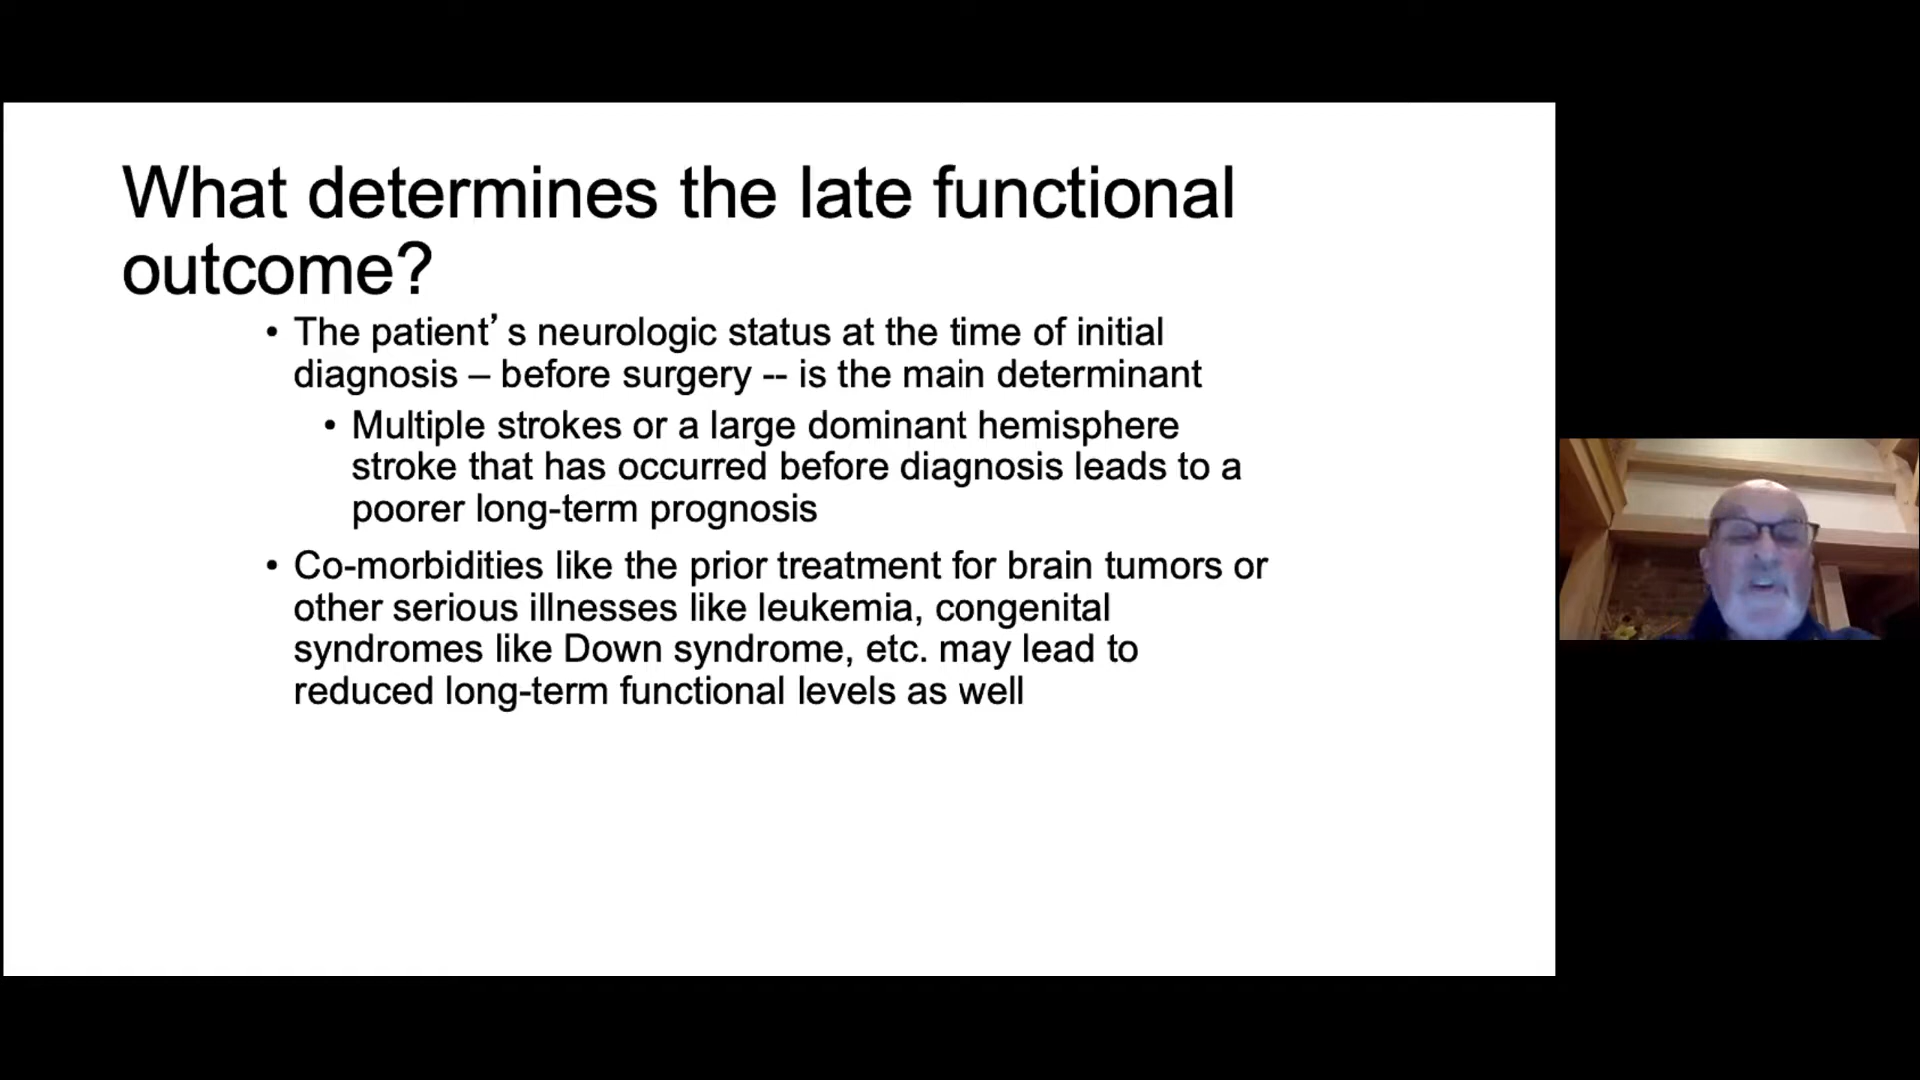 What determines the late functional
outcome?
• The patient’s neurologic status at the time of initial
diagnosis – before surgery -- is the main determinant
• Multiple strokes or a large dominant hemisphere
stroke that has occurred before diagnosis leads to a
poorer long-term prognosis
• Co-morbidities like the prior treatment for brain tumors or
other serious illnesses like leukemia, congenital
syndromes like Down syndrome, etc. may lead to
reduced long-term functional levels as well